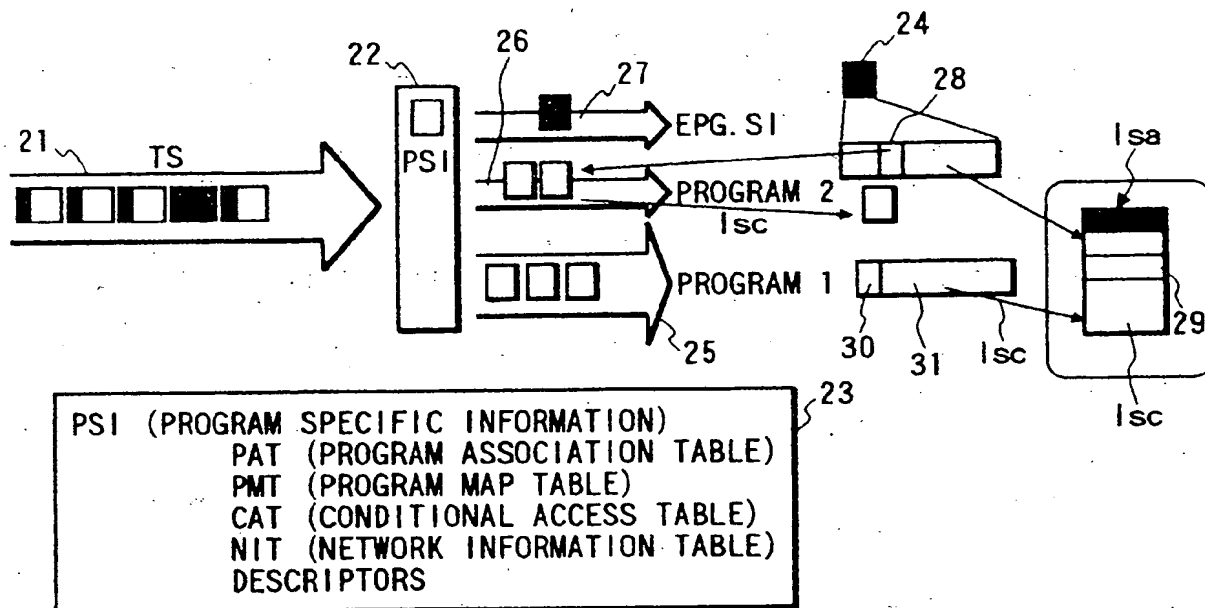 24
22
26
27
28
EPG.SI
21
TS
PSI
Isa
PROGRAM 2
Isc
PROGRAM 1
29
25
30
31
Isc
Isc
23
PSI (PROGRAM SPECIFIC INFORMATION)
PAT (PROGRAM ASSOCIATION TABLE)
PMT (PROGRAM MAP TABLE)
CAT (CONDITIONAL ACCESS TABLE)
NIT (NETWORK INFORMATION TABLE)
DESCRIPTORS